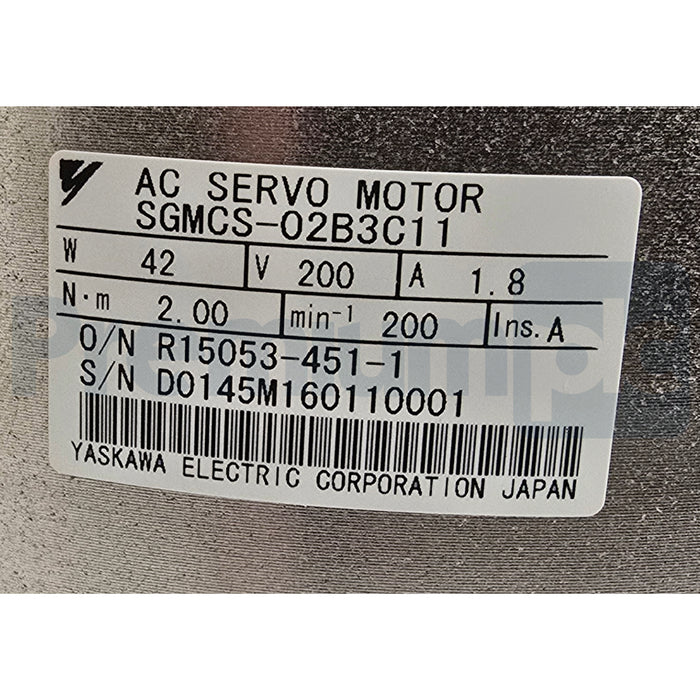 AC SERVO MOTOR
SGMCS-02B3C11
W 42 V 200 A 1.8
N·m 2.00 min-1 200 Ins. A
O/N R15053-451-1
S/N D0145M160110001
YASKAWA ELECTRIC CORPORATION JAPAN